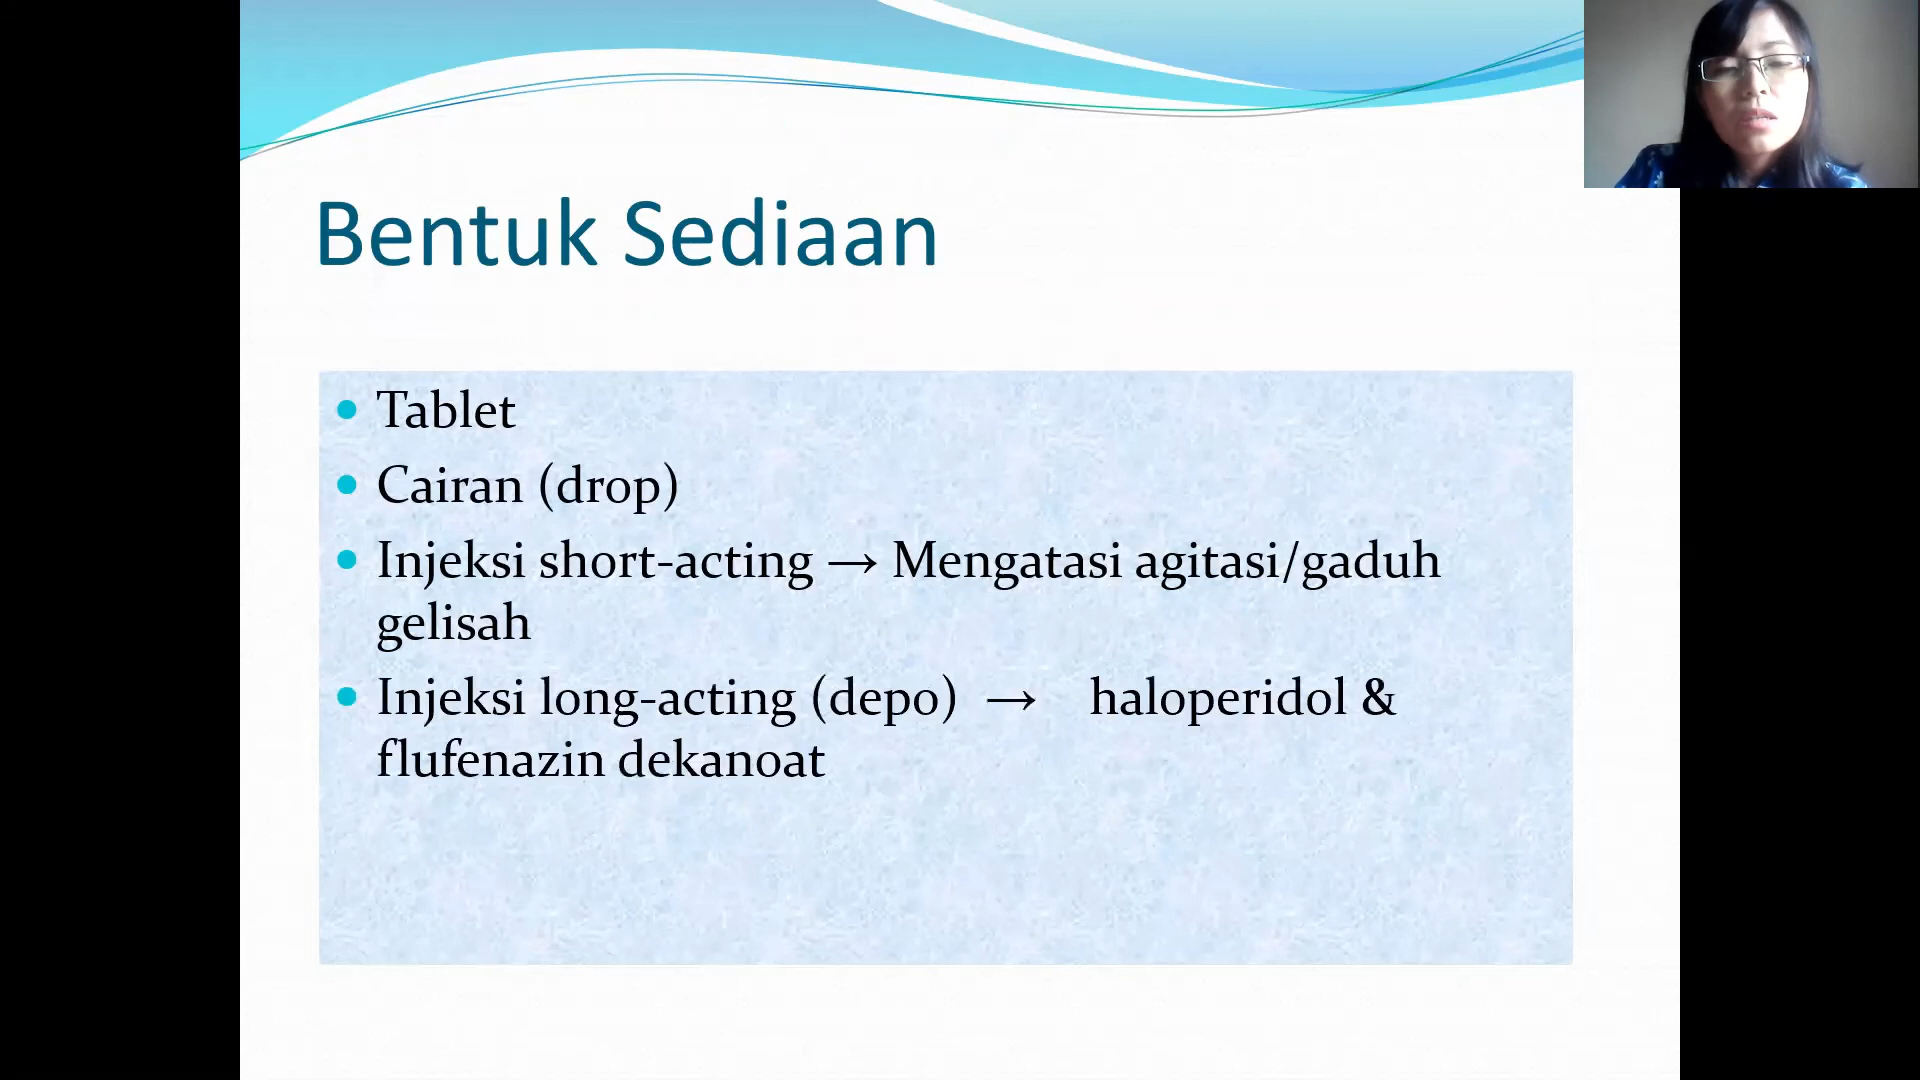 Bentuk Sediaan
• Tablet
• Cairan (drop)
• Injeksi short-acting → Mengatasi agitasi/gaduh
gelisah
• Injeksi long-acting (depo) → haloperidol &
flufenazin dekanoat